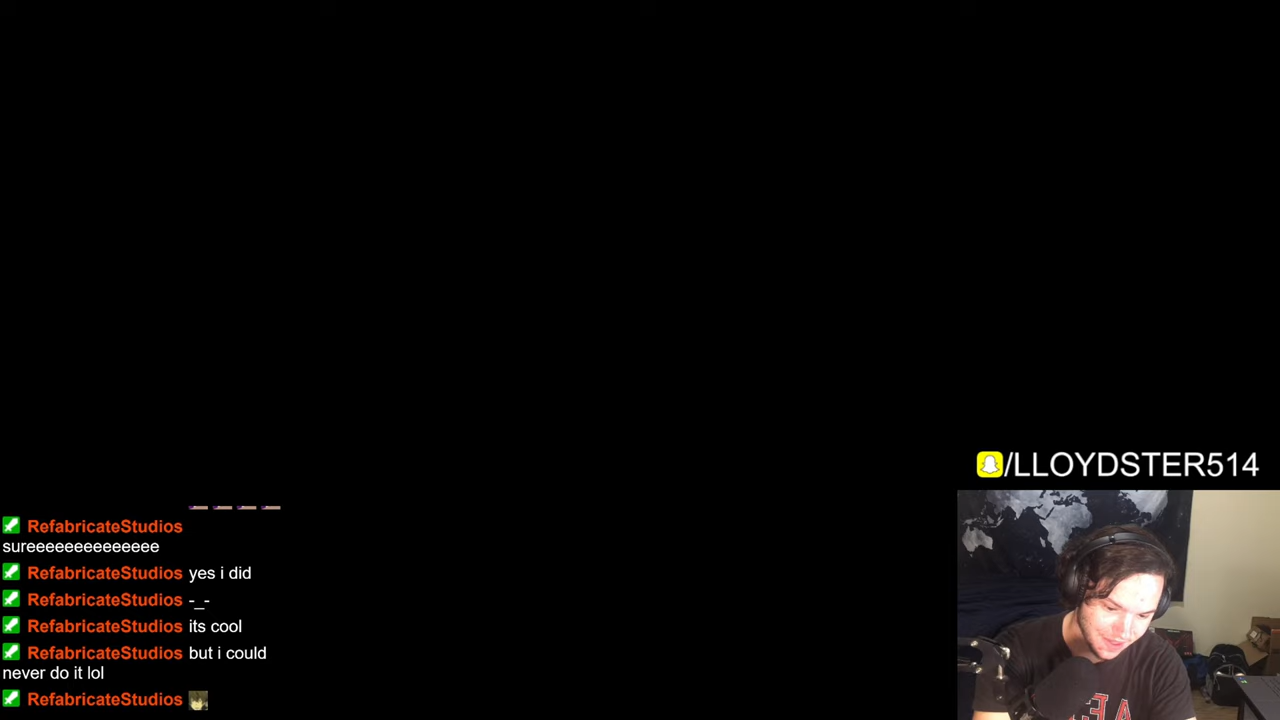 /LLOYDSTER514
RefabricateStudios
sureeeeeeeeeeeeee
RefabricateStudios yes i did
RefabricateStudios -_-
RefabricateStudios its cool
RefabricateStudios but i could
never do it lol
RefabricateStudios